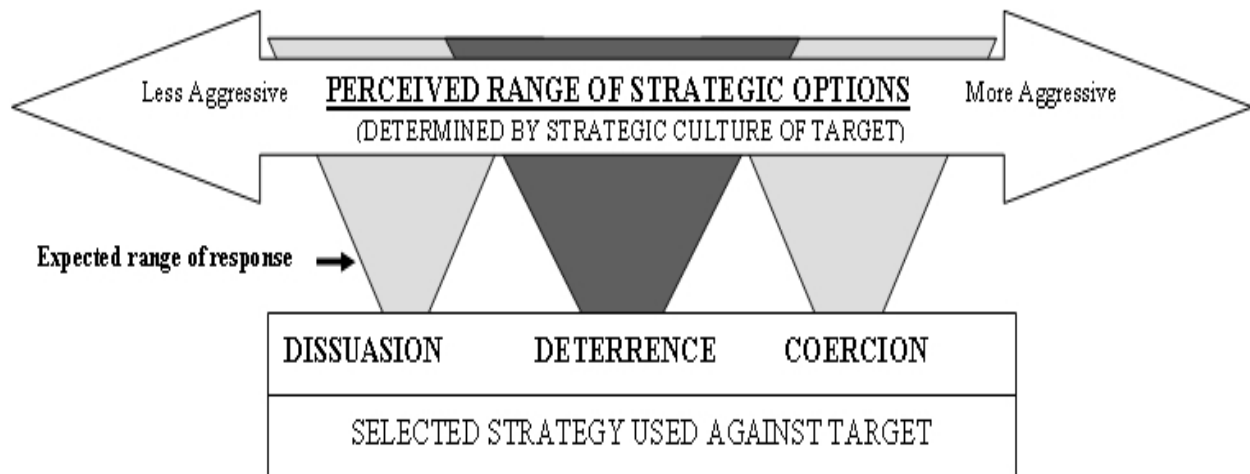 Less Aggressive
PERCEIVED RANGE OF STRATEGIC OPTIONS
More Aggressive
(DETERMINED BY STRATEGIC CULTURE OF TARGET)
Expected range of response
DISSUASION
DETERRENCE
COERCION
SELECTED STRATEGY USED AGAINST TARGET